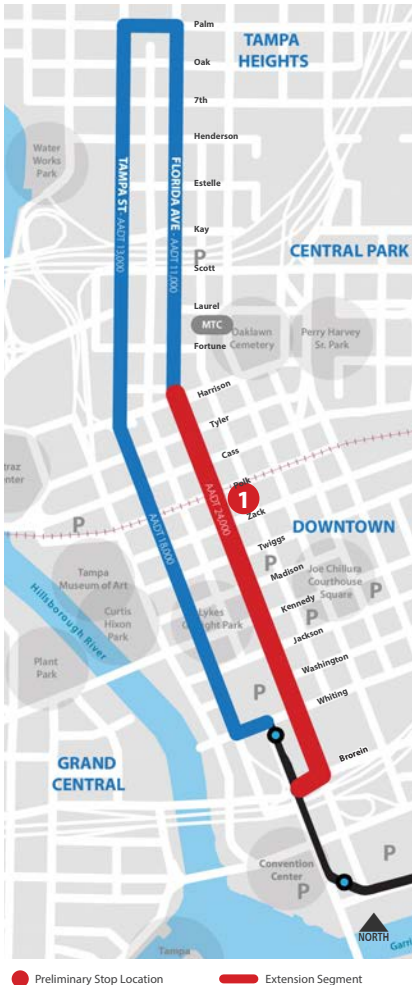 Palm
TAMPA
HEIGHTS
Oak
7th
Henderson
Water
Works
Park
TAMPA ST - AADT 13,000
FLORIDA AVE - AADT 11,000
Estelle
Kay
P
CENTRAL PARK
Scott
Laurel
MTC
Oaklawn
Cemetery
Perry Harvey
Sr. Park
Fortune
Harrison
Tyler
Cass
Polk
1
AADT 24,000
Zack
AADT 18,000
P
DOWNTOWN
Twiggs
Tampa
Museum of Art
P
Madison
Joe Chillura
Courthouse
Square
P
Kennedy
P
Curtis
Hixon
Park
Hillsborough River
Jackson
Plant
Park
Washington
P
Whiting
GRAND
CENTRAL
Brorein
Convention
Center
P
P
NORTH
Garri
Tampa
Preliminary Stop Location
Extension Segment